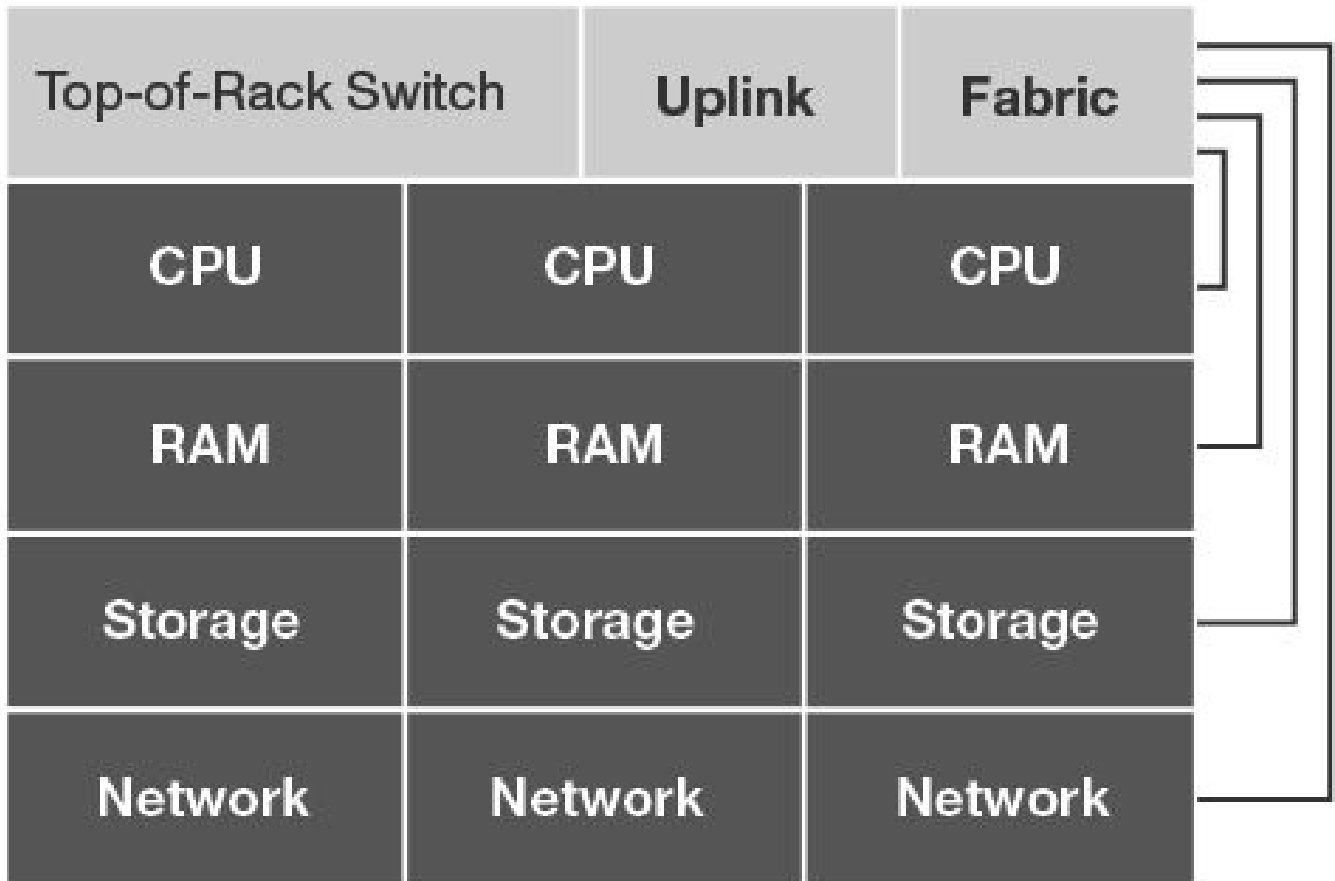 Top-of-Rack Switch Uplink Fabric
CPU CPU CPU
RAM RAM RAM
Storage Storage Storage
Network Network Network